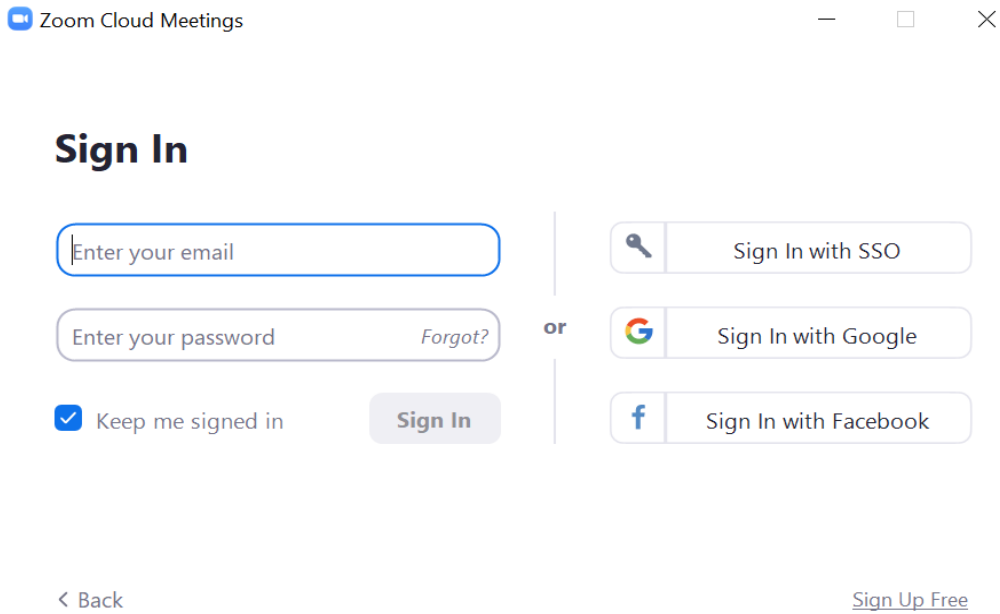 Zoom Cloud Meetings
Sign In
Enter your email
Enter your password Forgot?
Keep me signed in
Sign In
or
Sign In with SSO
Sign In with Google
Sign In with Facebook
Back
Sign Up Free